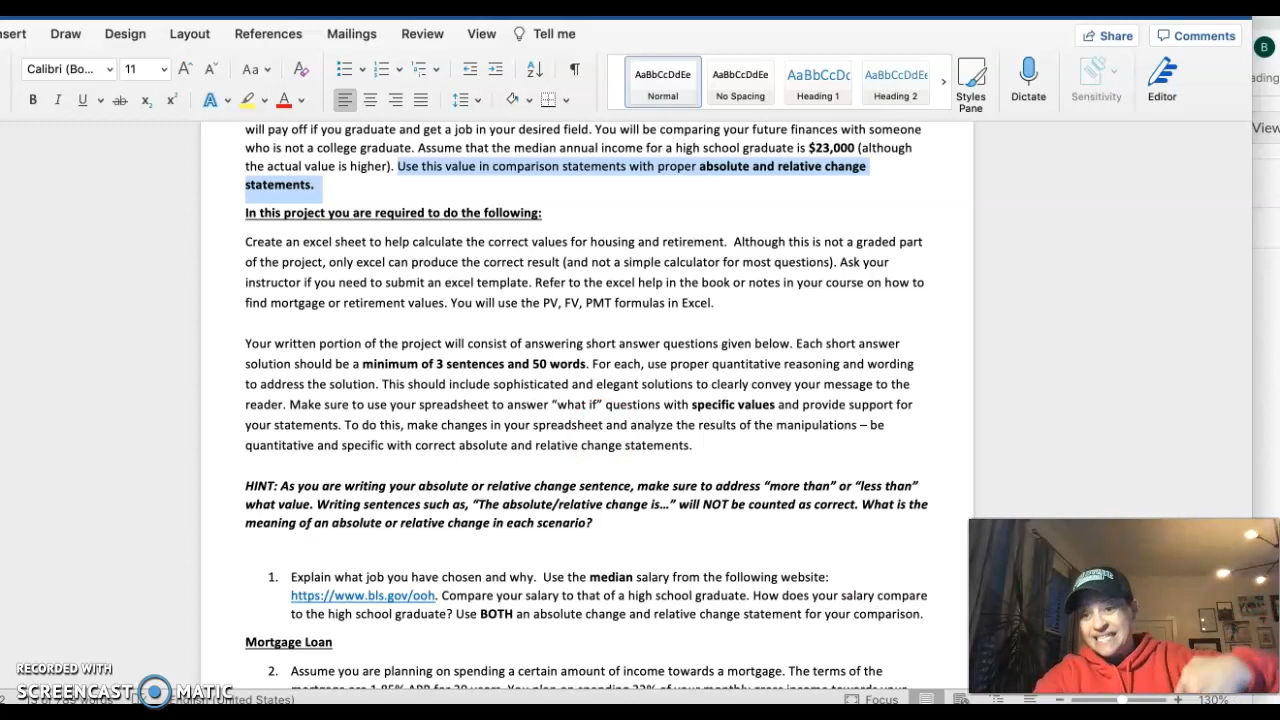 nsert Draw Design Layout References Mailings Review View Tell me Share Comments
Calibri (Bo... 11 Aa
AaBbCcDdEe AaBbCcDdEe AaBbCcDc AaBbCcDdEe
Normal No Spacing Heading 1 Heading 2 Styles Pane Dictate Sensitivity Editor
will pay off if you graduate and get a job in your desired field. You will be comparing your future finances with someone
who is not a college graduate. Assume that the median annual income for a high school graduate is $23,000 (although
the actual value is higher). Use this value in comparison statements with proper absolute and relative change
statements.
In this project you are required to do the following:
Create an excel sheet to help calculate the correct values for housing and retirement. Although this is not a graded part
of the project, only excel can produce the correct result (and not a simple calculator for most questions). Ask your
instructor if you need to submit an excel template. Refer to the excel help in the book or notes in your course on how to
find mortgage or retirement values. You will use the PV, FV, PMT formulas in Excel.
Your written portion of the project will consist of answering short answer questions given below. Each short answer
solution should be a minimum of 3 sentences and 50 words. For each, use proper quantitative reasoning and wording
to address the solution. This should include sophisticated and elegant solutions to clearly convey your message to the
reader. Make sure to use your spreadsheet to answer “what if” questions with specific values and provide support for
your statements. To do this, make changes in your spreadsheet and analyze the results of the manipulations – be
quantitative and specific with correct absolute and relative change statements.
HINT: As you are writing your absolute or relative change sentence, make sure to address “more than” or “less than”
what value. Writing sentences such as, “The absolute/relative change is…” will NOT be counted as correct. What is the
meaning of an absolute or relative change in each scenario?
1. Explain what job you have chosen and why. Use the median salary from the following website:
https://www.bls.gov/ooh. Compare your salary to that of a high school graduate. How does your salary compare
to the high school graduate? Use BOTH an absolute change and relative change statement for your comparison.
Mortgage Loan
2. Assume you are planning on spending a certain amount of income towards a mortgage. The terms of the
RECORDED WITH
SCREENCAST MATIC
English (United States) Focus 130%